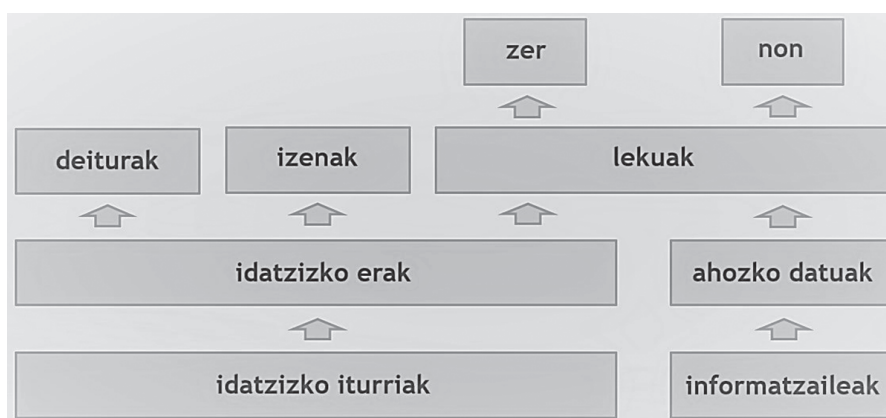 zer
non
deiturak
izenak
lekuak
idatzizko erak
ahozko datuak
idatzizko iturriak
informatzaileak